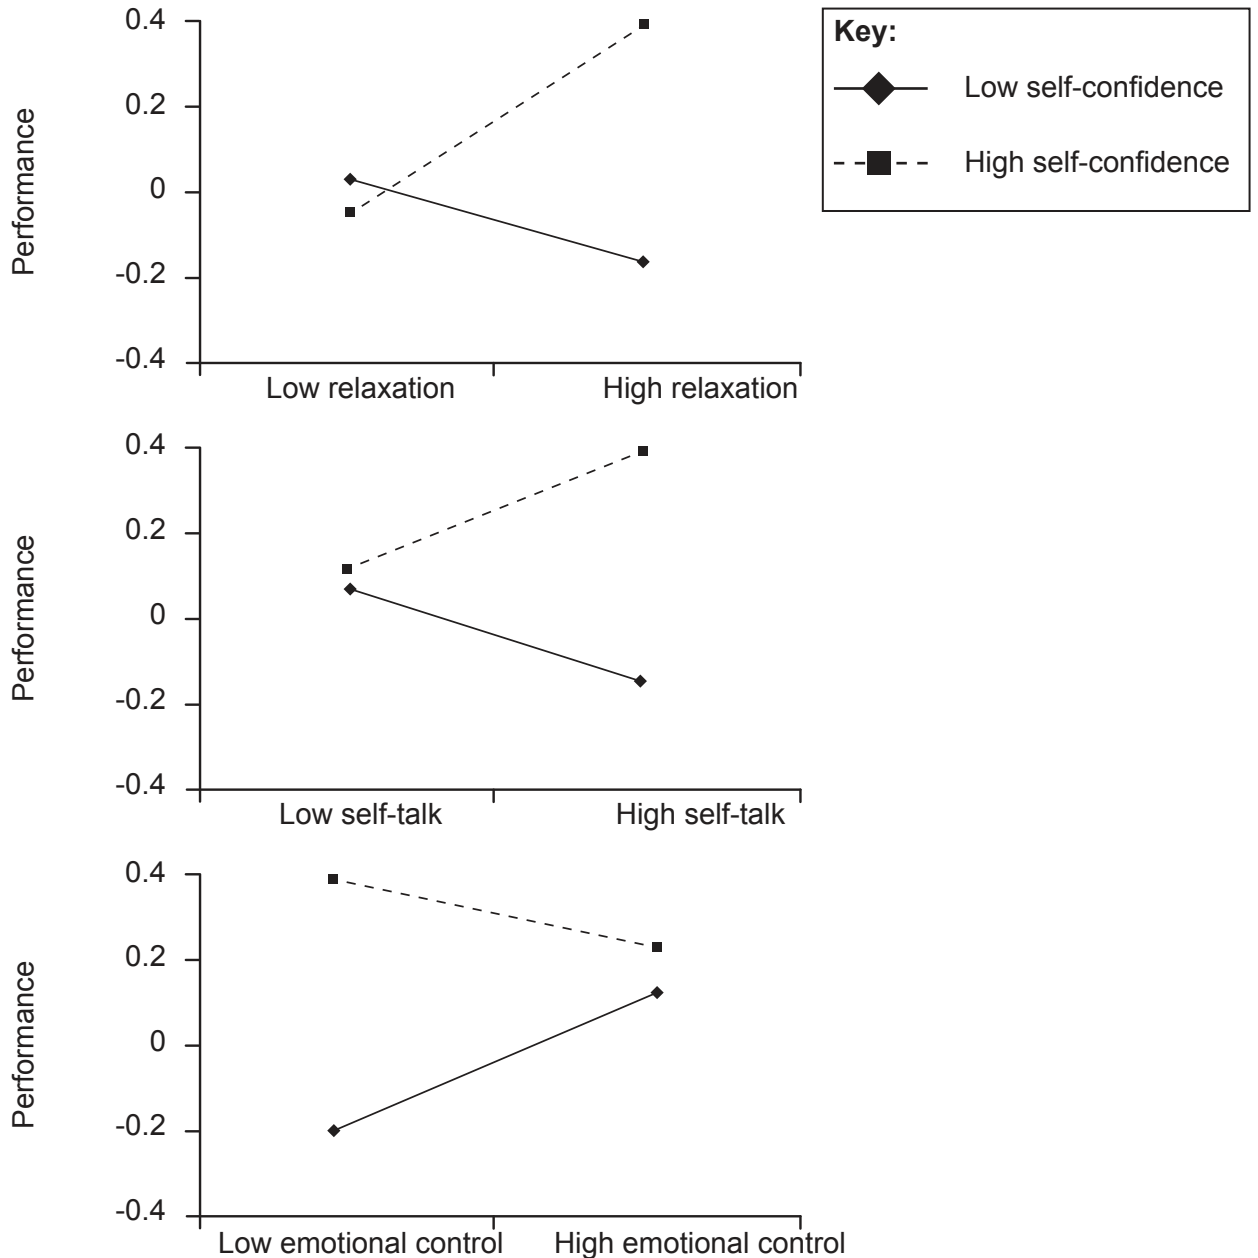 0.4
0.2
0
-0.2
-0.4
Performance
Low relaxation
High relaxation
Key:
Low self-confidence
High self-confidence
0.4
0.2
0
-0.2
-0.4
Performance
Low self-talk
High self-talk
0.4
0.2
0
-0.2
-0.4
Performance
Low emotional control
High emotional control